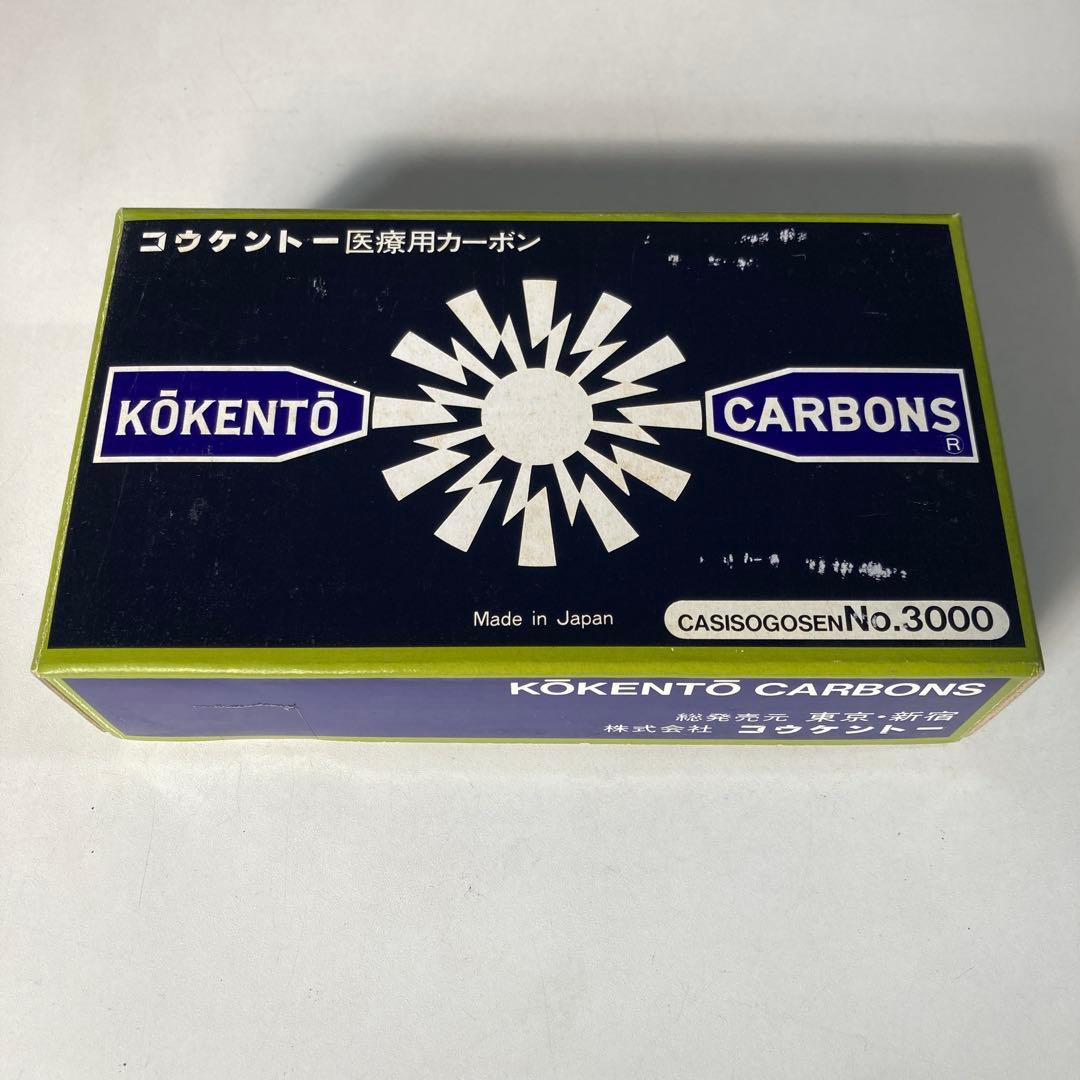 コウケントー医療用カーボン
KŌKENTŌ
CARBONS
®
Made in Japan
CASISOGOSEN No.3000
KŌKENTŌ CARBONS
総発売元 東京・新宿
株式会社 コウケントー